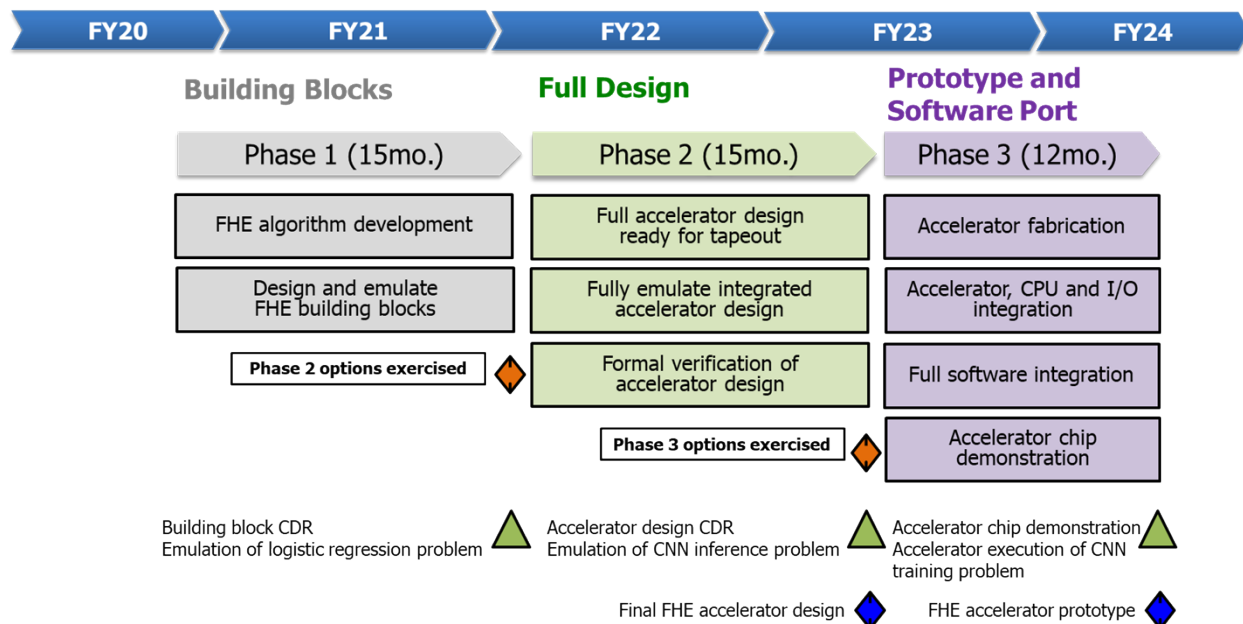 FY20
FY21
FY22
FY23
FY24
Building Blocks
Full Design
Prototype and
Software Port
Phase 1 (15mo.)
Phase 2 (15mo.)
Phase 3 (12mo.)
FHE algorithm development
Full accelerator design
ready for tapeout
Accelerator fabrication
Design and emulate
FHE building blocks
Fully emulate integrated
accelerator design
Accelerator, CPU and I/O
integration
Phase 2 options exercised
Formal verification of
accelerator design
Full software integration
Phase 3 options exercised
Accelerator chip
demonstration
Building block CDR
Emulation of logistic regression problem
Accelerator design CDR
Emulation of CNN inference problem
Accelerator chip demonstration
Accelerator execution of CNN
training problem
Final FHE accelerator design
FHE accelerator prototype